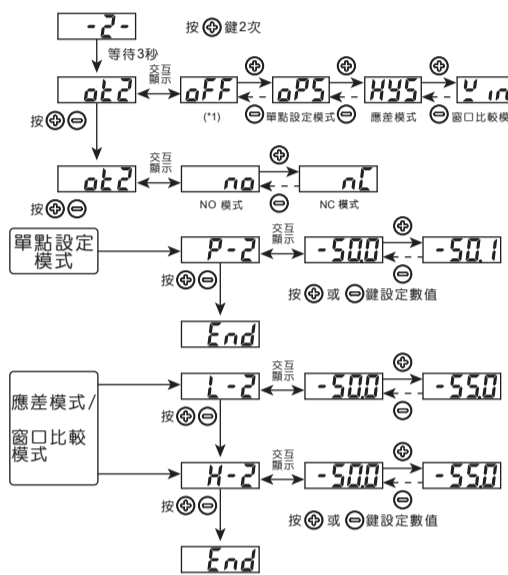 -2-
按⊕鍵2次
等待3秒
ot2 交互顯示 oFF oPS HYS Y in
按⊕⊖ (*1) ⊖單點設定模式⊖ 應差模式 ⊖窗口比較模
ot2 交互顯示 no nC
按⊕⊖ NO 模式 ⊖ NC 模式
單點設定
模式
P-2 交互顯示 -50.0 -50.1
按⊕⊖ 按⊕或⊖鍵設定數值
End
應差模式/
窗口比較
模式
L-2 交互顯示 -50.0 -55.0
按⊕⊖
H-2 交互顯示 -50.0 -55.0
按⊕⊖ 按⊕或⊖鍵設定數值
End